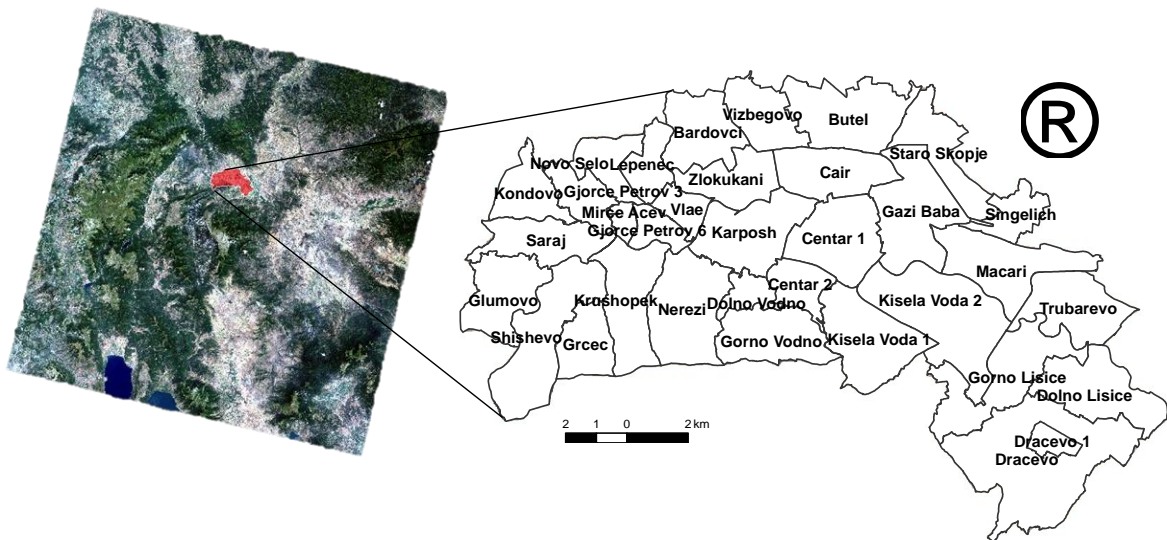 Vizbegovo
Butel
Bardovci
Staro Skopje
Novo Selo
Lepenec
Zlokukani
Cair
Kondovo
Gjorce Petrov 3
Mirce Acev
Vlae
Gazi Baba
Singelich
Gjorce Petrov 6
Karposh
Saraj
Centar 1
Macari
Centar 2
Glumovo
Krushopek
Nerezi
Dolno Vodno
Kisela Voda 2
Trubarevo
Shishevo
Grcec
Gorno Vodno
Kisela Voda 1
Gorno Lisice
Dolno Lisice
Dracevo 1
Dracevo
2 1 0 2 km
R